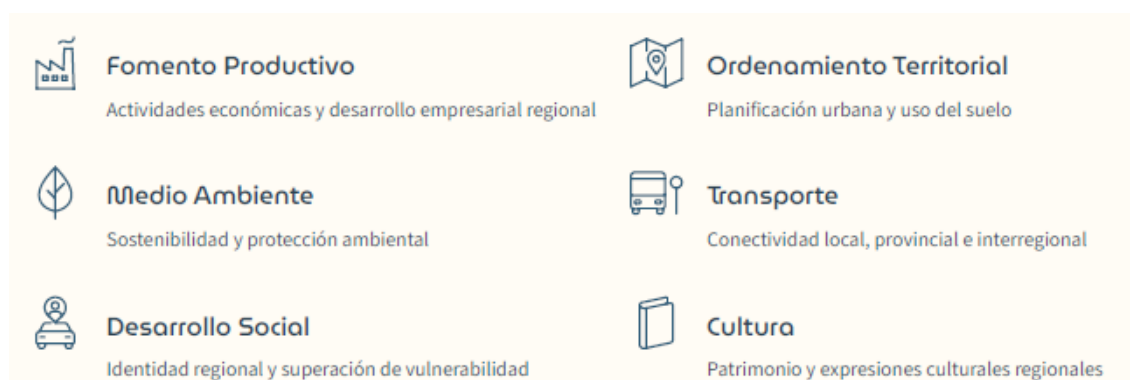 Fomento Productivo
Actividades económicas y desarrollo empresarial regional
Ordenamiento Territorial
Planificación urbana y uso del suelo
Medio Ambiente
Sostenibilidad y protección ambiental
Transporte
Conectividad local, provincial e interregional
Desarrollo Social
Identidad regional y superación de vulnerabilidad
Cultura
Patrimonio y expresiones culturales regionales